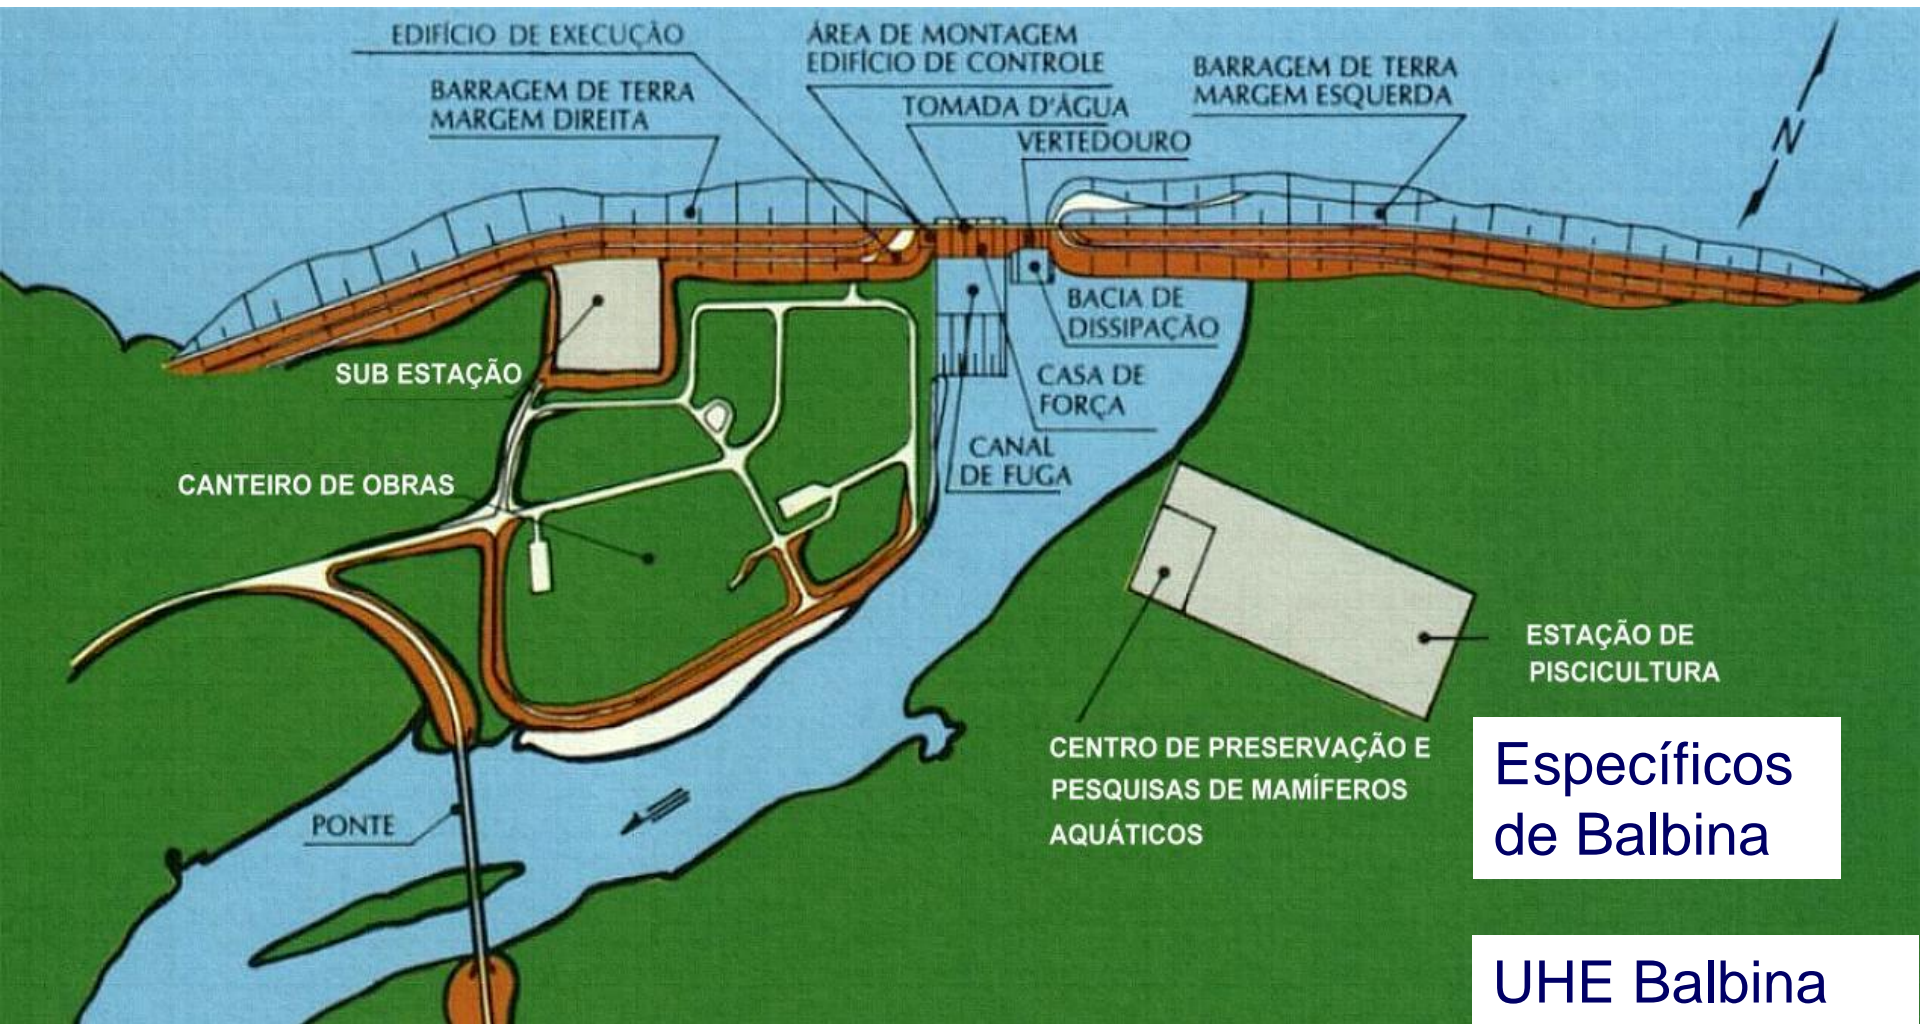 EDIFÍCIO DE EXECUÇÃO
ÁREA DE MONTAGEM
EDIFÍCIO DE CONTROLE
BARRAGEM DE TERRA
MARGEM ESQUERDA
BARRAGEM DE TERRA
MARGEM DIREITA
TOMADA D'ÁGUA
VERTEDOURO
N
BACIA DE
DISSIPAÇÃO
SUB ESTAÇÃO
CASA DE
FORÇA
CANAL
DE FUGA
CANTEIRO DE OBRAS
ESTAÇÃO DE
PISCICULTURA
CENTRO DE PRESERVAÇÃO E
PESQUISAS DE MAMÍFEROS
AQUÁTICOS
PONTE
Específicos
de Balbina
UHE Balbina